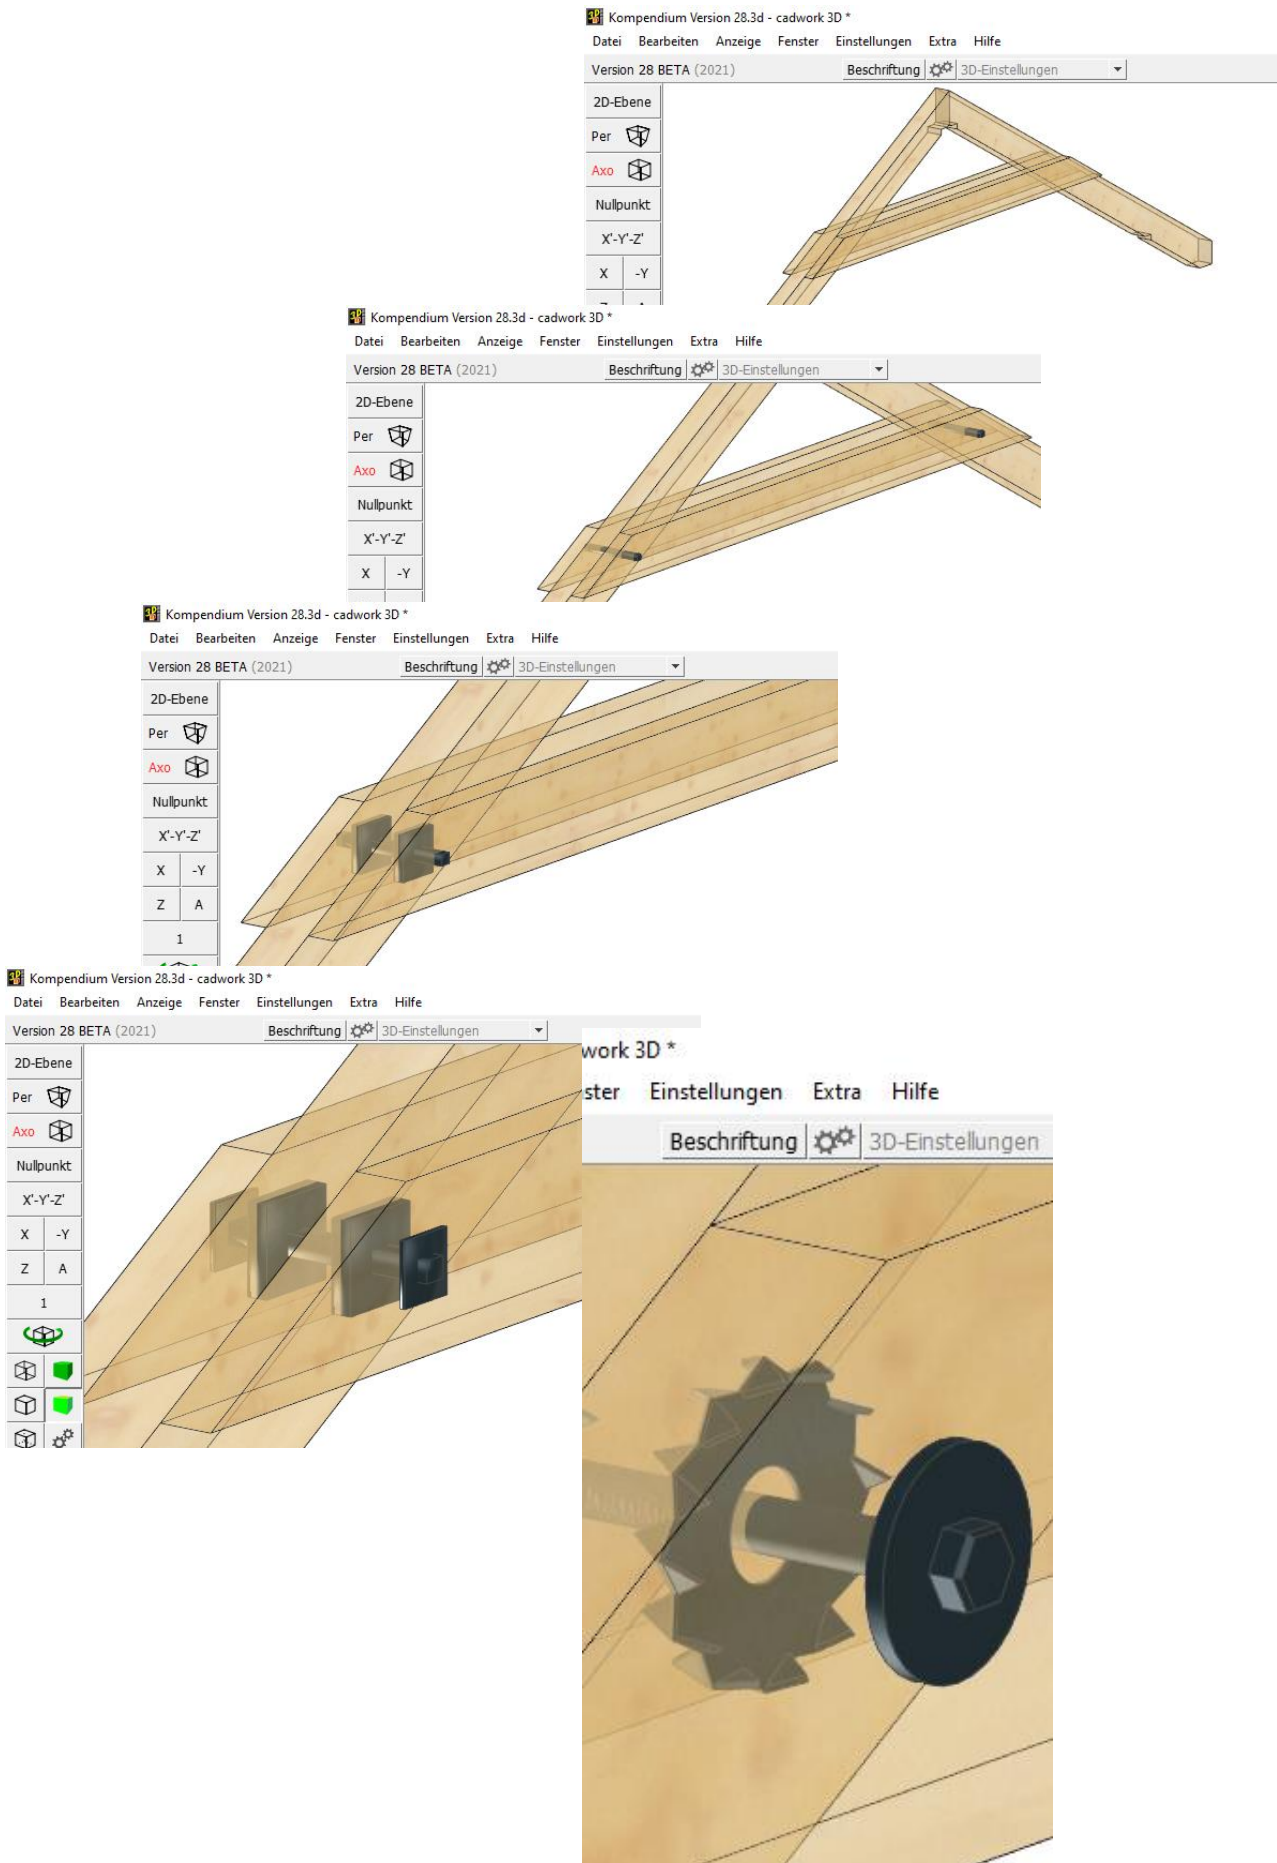 Kompendium Version 28.3d - cadwork 3D *
Datei Bearbeiten Anzeige Fenster Einstellungen Extra Hilfe
Version 28 BETA (2021) Beschriftung 3D-Einstellungen
2D-Ebene
Per
Axo
Nullpunkt
X'-Y'-Z'
X -Y
Kompendium Version 28.3d - cadwork 3D *
Datei Bearbeiten Anzeige Fenster Einstellungen Extra Hilfe
Version 28 BETA (2021) Beschriftung 3D-Einstellungen
2D-Ebene
Per
Axo
Nullpunkt
X'-Y'-Z'
X -Y
Kompendium Version 28.3d - cadwork 3D *
Datei Bearbeiten Anzeige Fenster Einstellungen Extra Hilfe
Version 28 BETA (2021) Beschriftung 3D-Einstellungen
2D-Ebene
Per
Axo
Nullpunkt
X'-Y'-Z'
X -Y
Z A
1
Kompendium Version 28.3d - cadwork 3D *
Datei Bearbeiten Anzeige Fenster Einstellungen Extra Hilfe
Version 28 BETA (2021) Beschriftung 3D-Einstellungen
2D-Ebene
Per
Axo
Nullpunkt
X'-Y'-Z'
X -Y
Z A
1
work 3D *
ster Einstellungen Extra Hilfe
Beschriftung 3D-Einstellungen